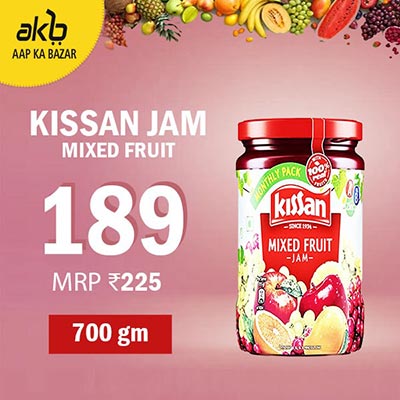 akb
AAP KA BAZAR
KISSAN JAM
MIXED FRUIT
189
MRP ₹225
700 gm
MONTHLY PACK
100%
REAL
Kissan
SINCE 1934
MIXED FRUIT
-JAM-